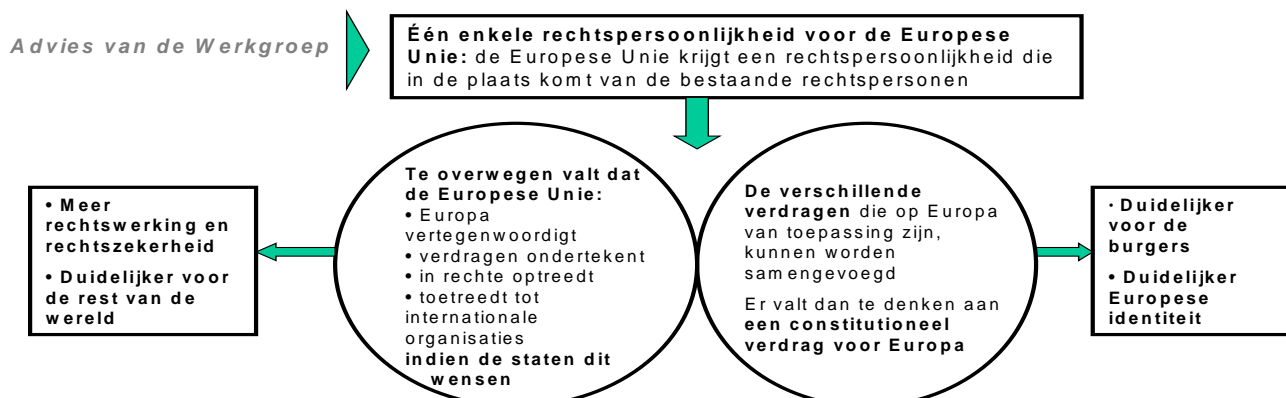 Advies van de Werkgroep
Één enkele rechtspersoonlijkheid voor de Europese
Unie: de Europese Unie krijgt een rechtspersoonlijkheid die
in de plaats komt van de bestaande rechtspersonen
• Meer
rechtswerking en
rechtszekerheid
• Duidelijker voor
de rest van de
wereld
Te overwegen valt dat
de Europese Unie:
• Europa
vertegenwoordigt
• verdragen ondertekent
• in rechte optreedt
• toetreedt tot
internationale
organisaties
indien de staten dit
wensen
De verschillende
verdragen die op Europa
van toepassing zijn,
kunnen worden
samengevoegd
Er valt dan te denken aan
een constitutioneel
verdrag voor Europa
· Duidelijker
voor de
burgers
• Duidelijker
Europese
identiteit